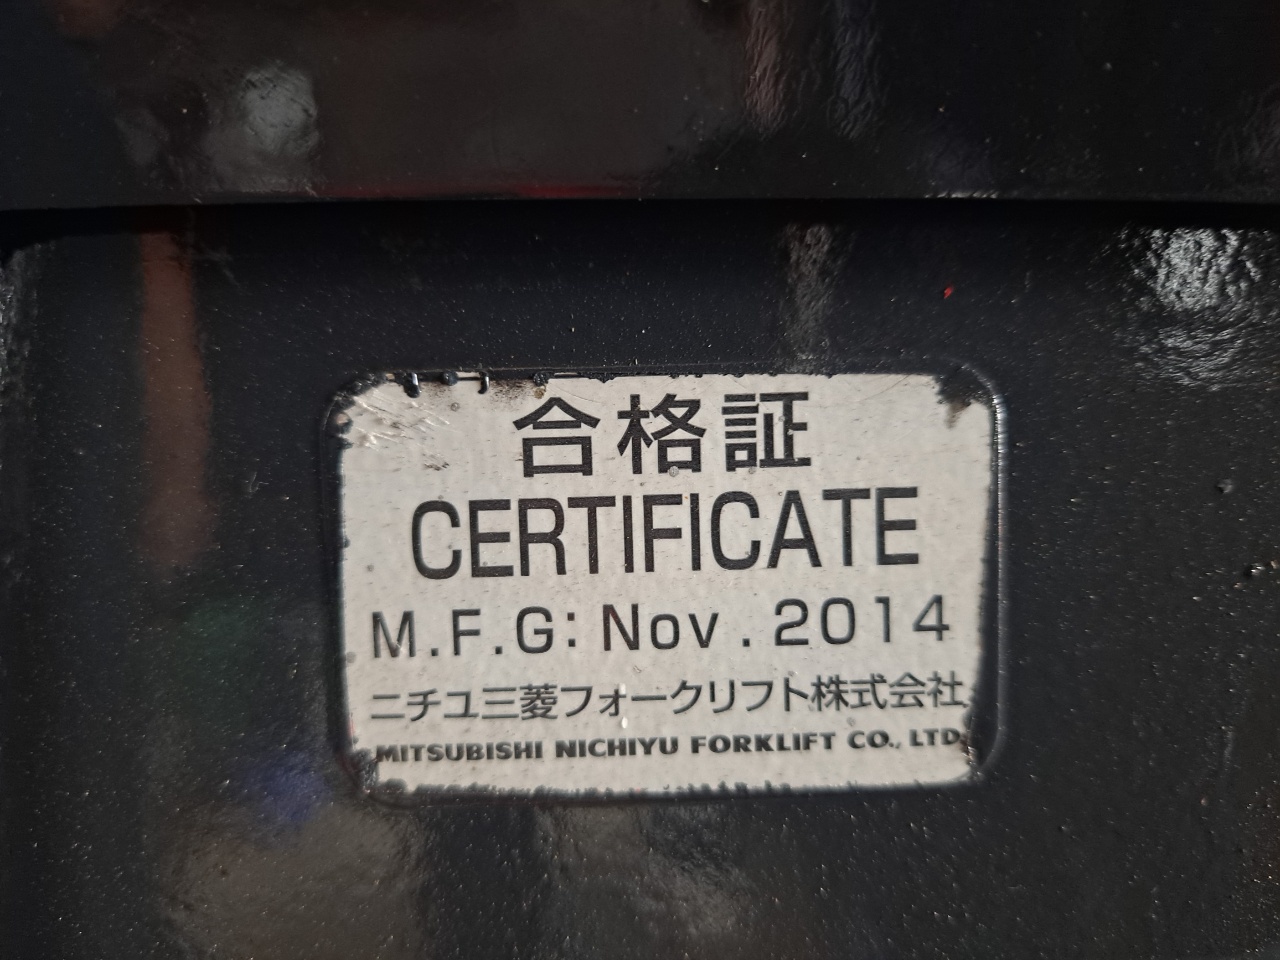 合格証
CERTIFICATE
M.F.G: Nov. 2014
ニチユ三菱フォークリフト株式会社
MITSUBISHI NICHIYU FORKLIFT CO., LTD.